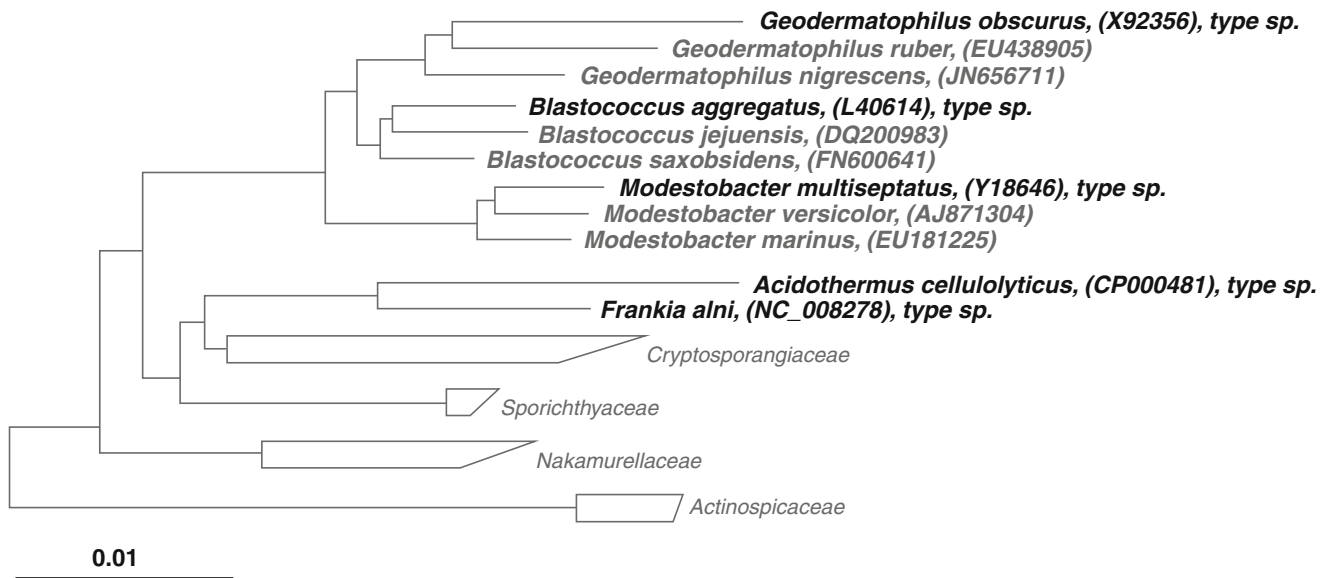 Geodermatophilus obscurus, (X92356), type sp.
Geodermatophilus ruber, (EU438905)
Geodermatophilus nigrescens, (JN656711)
Blastococcus aggregatus, (L40614), type sp.
Blastococcus jejuensis, (DQ200983)
Blastococcus saxobsidens, (FN600641)
Modestobacter multiseptatus, (Y18646), type sp.
Modestobacter versicolor, (AJ871304)
Modestobacter marinus, (EU181225)
Acidothermus cellulolyticus, (CP000481), type sp.
Frankia alni, (NC_008278), type sp.
Cryptosporangiaceae
Sporichthyaceae
Nakamurellaceae
Actinospicaceae
0.01